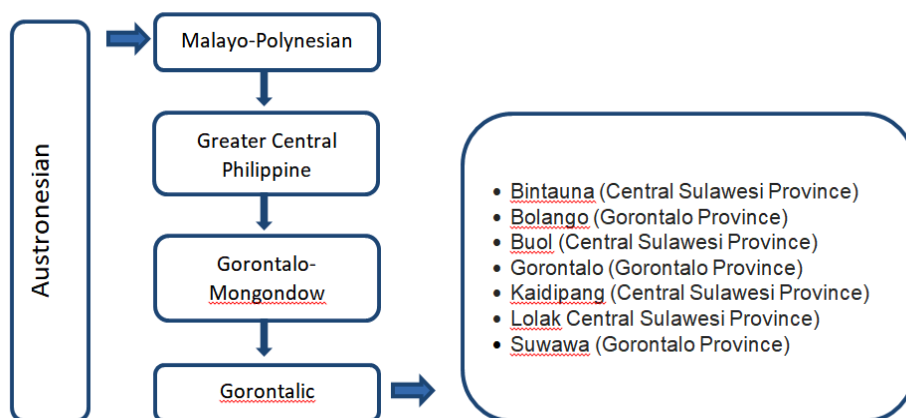 Austronesian
Malayo-Polynesian
Greater Central
Philippine
Gorontalo-
Mongondow
Gorontalic
• Bintauna (Central Sulawesi Province)
• Bolango (Gorontalo Province)
• Buol (Central Sulawesi Province)
• Gorontalo (Gorontalo Province)
• Kaidipang (Central Sulawesi Province)
• Lolak Central Sulawesi Province)
• Suwawa (Gorontalo Province)